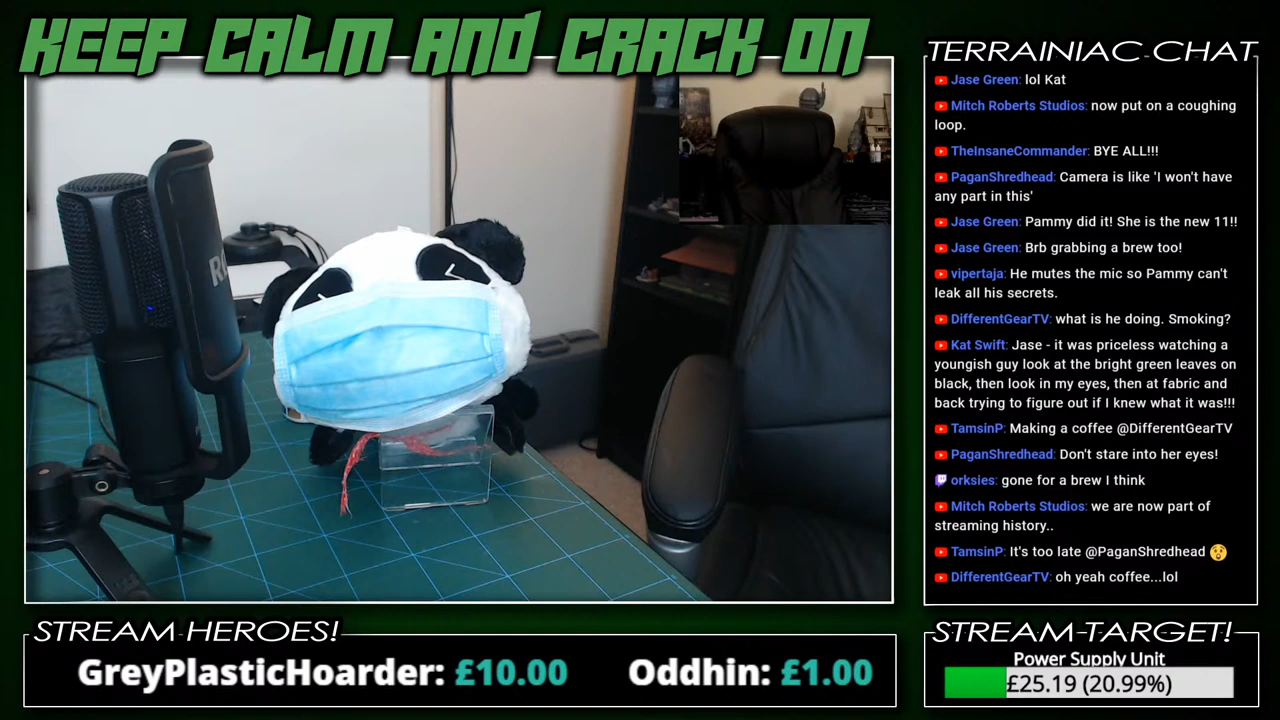 KEEP CALM AND CRACK ON
TERRAINIAC CHAT
Jase Green: lol Kat
Mitch Roberts Studios: now put on a coughing
loop.
TheInsaneCommander: BYE ALL!!!
PaganShredhead: Camera is like 'I won't have
any part in this'
Jase Green: Pammy did it! She is the new 11!!
Jase Green: Brb grabbing a brew too!
vipertaja: He mutes the mic so Pammy can't
leak all his secrets.
DifferentGearTV: what is he doing. Smoking?
Kat Swift: Jase - it was priceless watching a
youngish guy look at the bright green leaves on
black, then look in my eyes, then at fabric and
back trying to figure out if I knew what it was!!!
TamsinP: Making a coffee @DifferentGearTV
PaganShredhead: Don't stare into her eyes!
orksies: gone for a brew I think
Mitch Roberts Studios: we are now part of
streaming history..
TamsinP: It's too late @PaganShredhead 😲
DifferentGearTV: oh yeah coffee...lol
STREAM HEROES!
GreyPlasticHoarder: £10.00 Oddhin: £1.00
STREAM TARGET!
Power Supply Unit
£25.19 (20.99%)